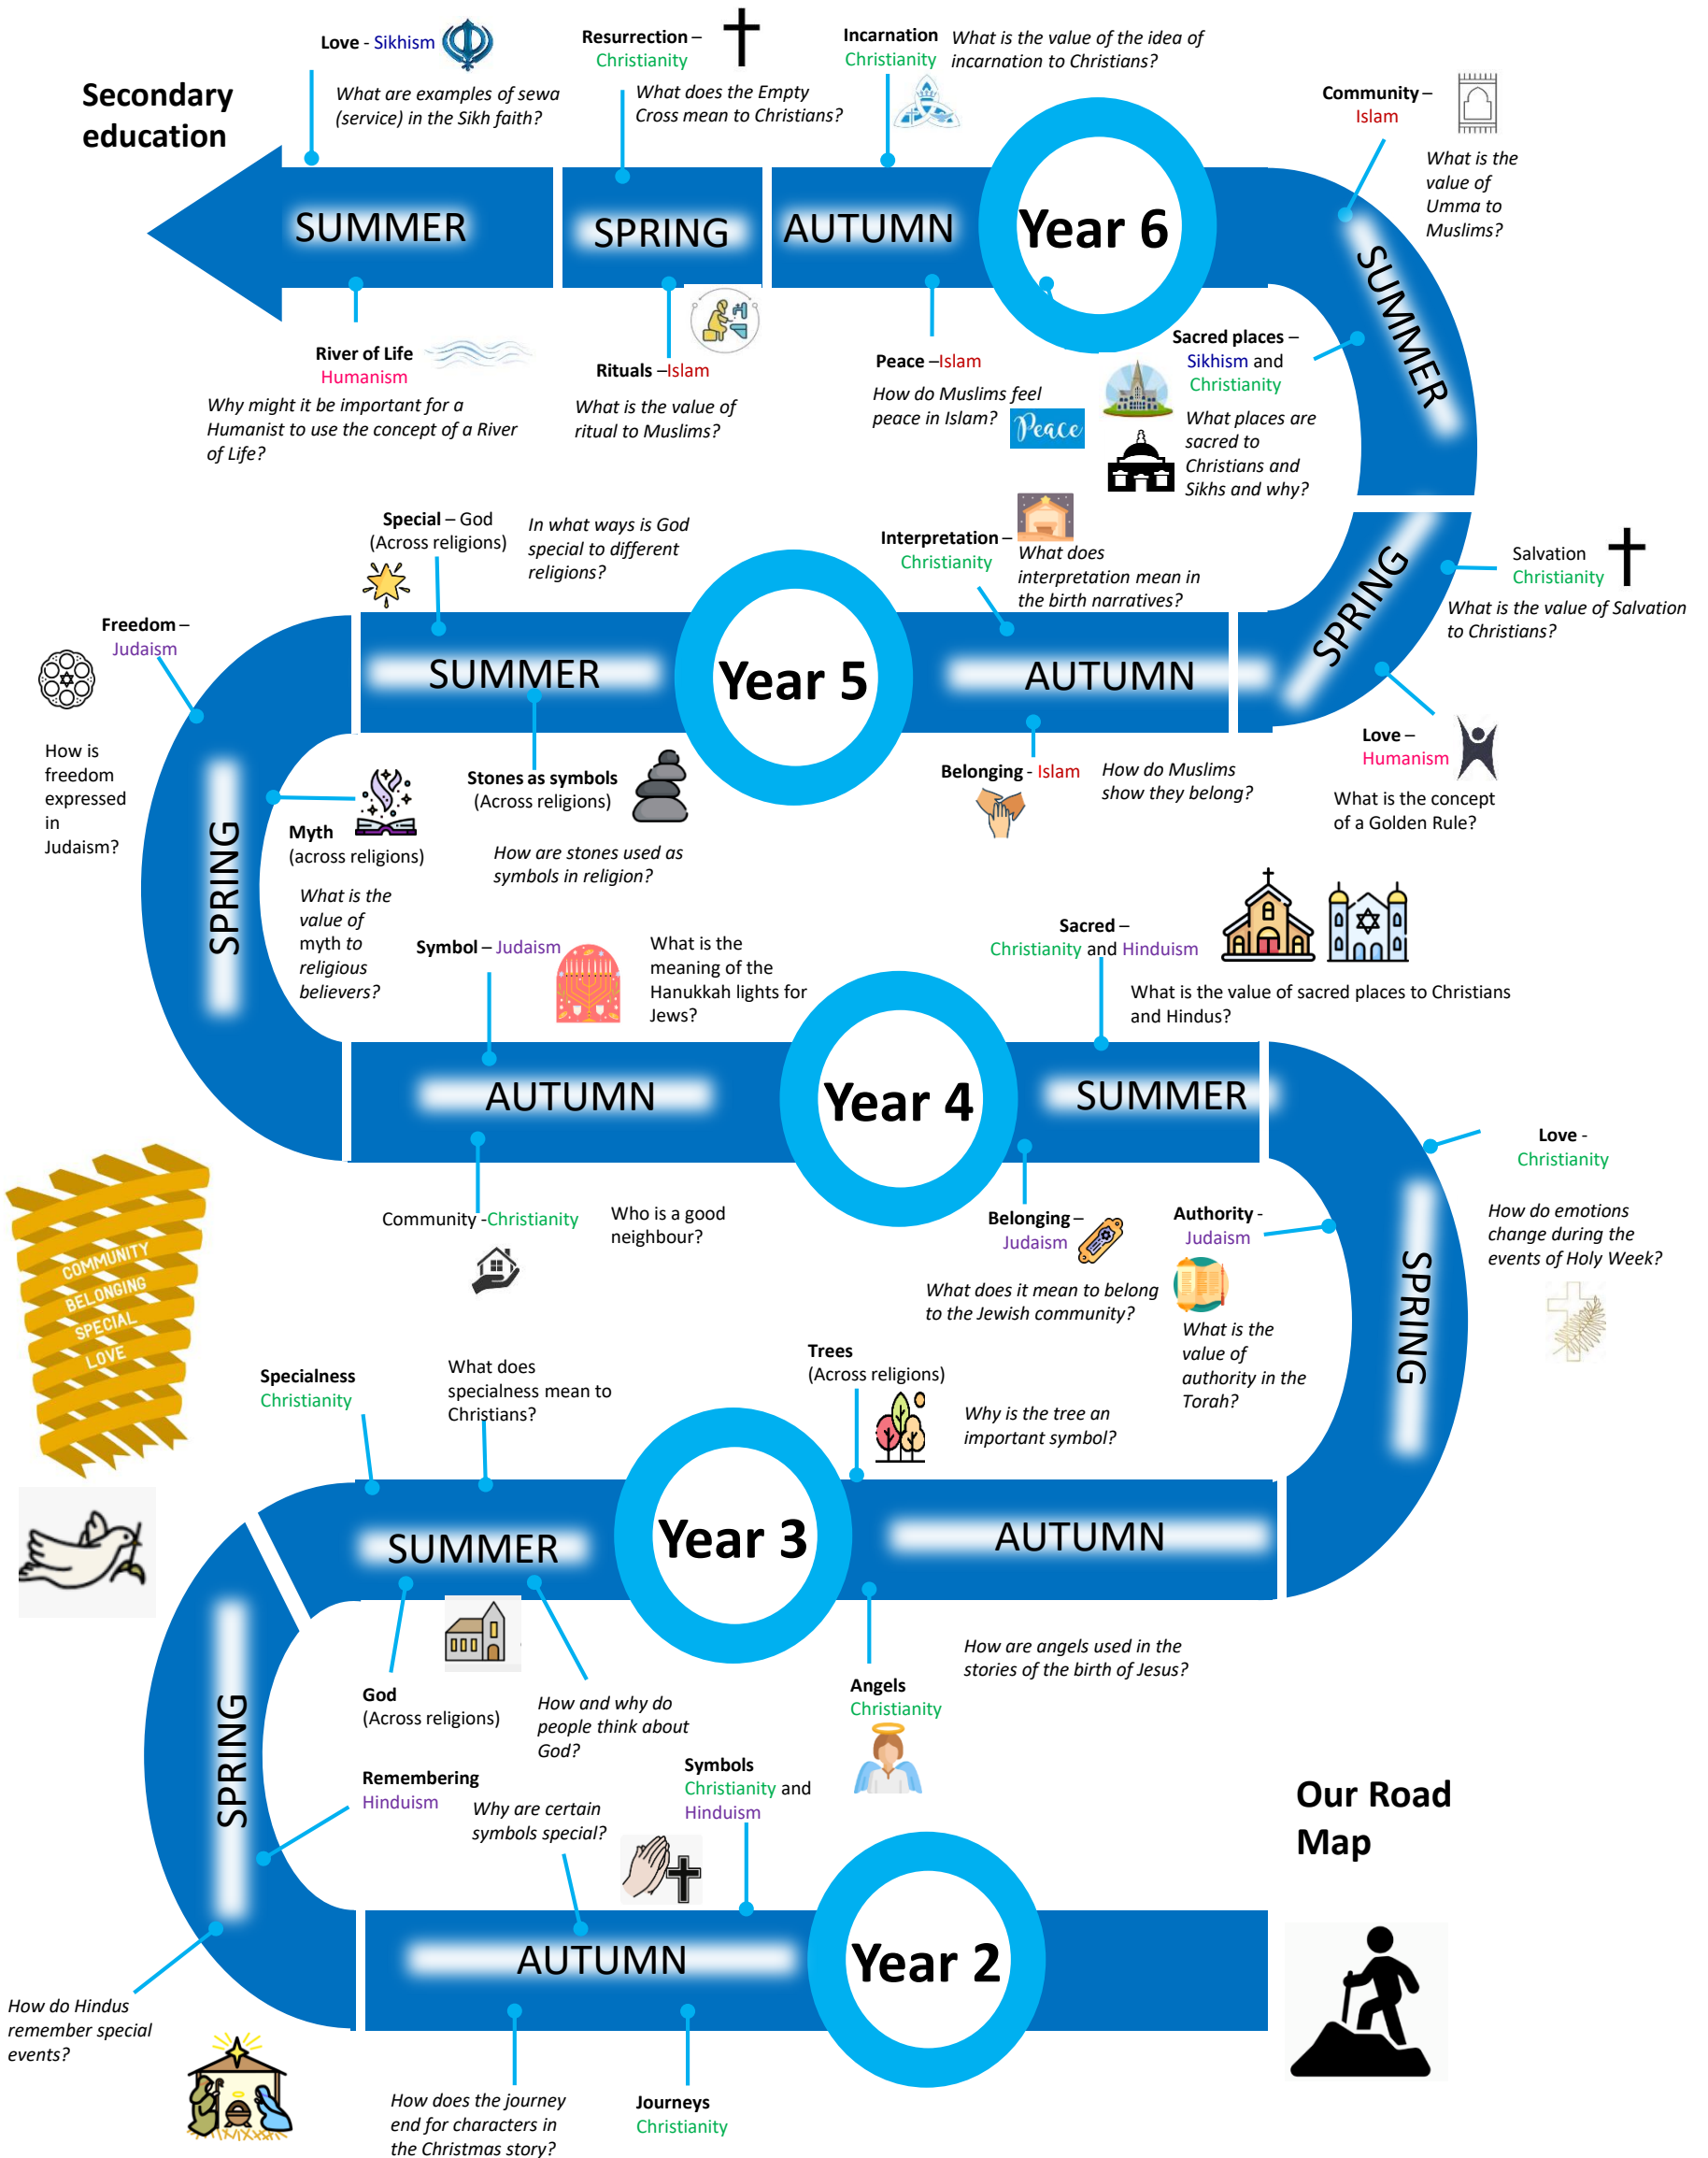 Love - Sikhism
What are examples of sewa
(service) in the Sikh faith?
Resurrection –
Christianity
What does the Empty
Cross mean to Christians?
Incarnation
Christianity
What is the value of the idea of
incarnation to Christians?
Community –
Islam
What is the
value of
Umma to
Muslims?
Secondary
education
SUMMER
SPRING
AUTUMN
Year 6
SUMMER
River of Life
Humanism
Why might it be important for a
Humanist to use the concept of a River
of Life?
Rituals –Islam
What is the value of
ritual to Muslims?
Peace –Islam
How do Muslims feel
peace in Islam?
Peace
Sacred places –
Sikhism and
Christianity
What places are
sacred to
Christians and
Sikhs and why?
Special – God
(Across religions)
In what ways is God
special to different
religions?
Interpretation –
Christianity
What does
interpretation mean in
the birth narratives?
Salvation
Christianity
What is the value of Salvation
to Christians?
SPRING
Freedom –
Judaism
How is
freedom
expressed
in
Judaism?
SUMMER
Year 5
AUTUMN
Love –
Humanism
What is the concept
of a Golden Rule?
SPRING
Myth
(across religions)
What is the
value of
myth to
religious
believers?
Stones as symbols
(Across religions)
How are stones used as
symbols in religion?
Belonging - Islam
How do Muslims
show they belong?
Symbol – Judaism
What is the
meaning of the
Hanukkah lights for
Jews?
Sacred –
Christianity and Hinduism
What is the value of sacred places to Christians
and Hindus?
AUTUMN
Year 4
SUMMER
Love -
Christianity
How do emotions
change during the
events of Holy Week?
SPRING
Community -Christianity
Who is a good
neighbour?
Belonging –
Judaism
What does it mean to belong
to the Jewish community?
Authority -
Judaism
What is the
value of
authority in the
Torah?
COMMUNITY
BELONGING
SPECIAL
LOVE
Specialness
Christianity
What does
specialness mean to
Christians?
Trees
(Across religions)
Why is the tree an
important symbol?
SUMMER
Year 3
AUTUMN
SPRING
God
(Across religions)
How and why do
people think about
God?
Angels
Christianity
How are angels used in the
stories of the birth of Jesus?
Remembering
Hinduism
Why are certain
symbols special?
Symbols
Christianity and
Hinduism
Our Road
Map
AUTUMN
Year 2
How do Hindus
remember special
events?
How does the journey
end for characters in
the Christmas story?
Journeys
Christianity